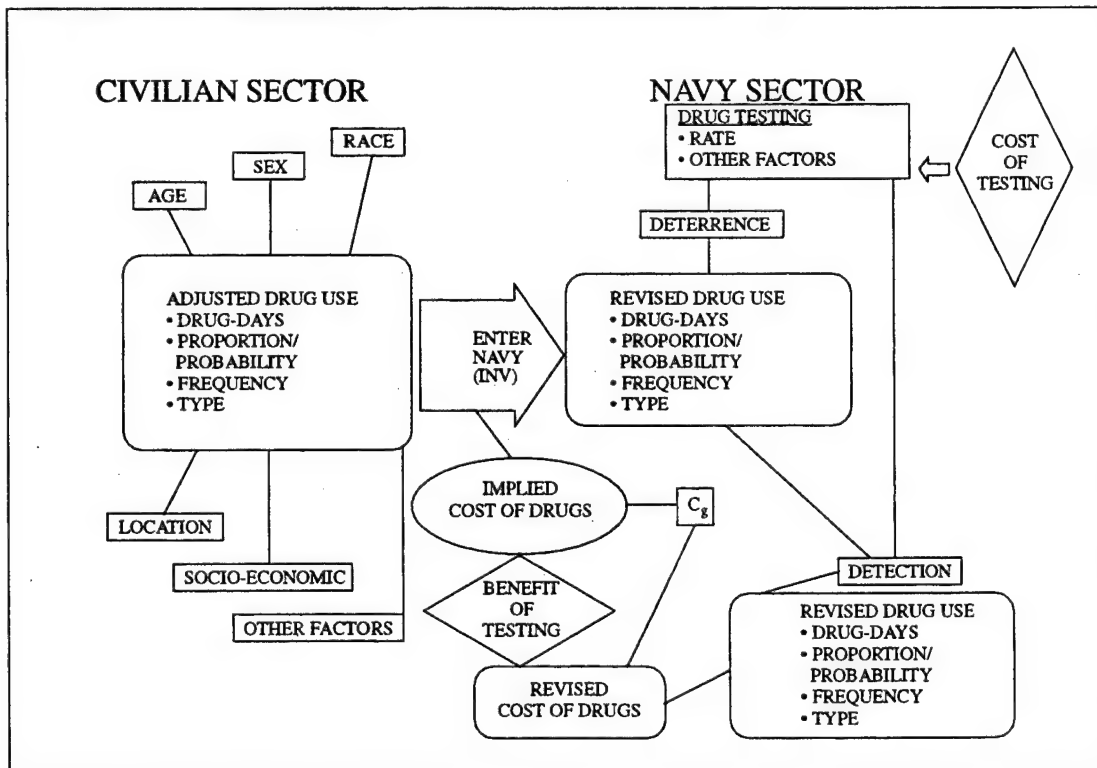 CIVILIAN SECTOR
RACE
SEX
AGE
ADJUSTED DRUG USE
• DRUG-DAYS
• PROPORTION/
PROBABILITY
• FREQUENCY
• TYPE
LOCATION
SOCIO-ECONOMIC
OTHER FACTORS
ENTER
NAVY
(INV)
IMPLIED
COST OF DRUGS
C_g
BENEFIT
OF
TESTING
REVISED
COST OF DRUGS
NAVY SECTOR
DRUG TESTING
• RATE
• OTHER FACTORS
COST
OF
TESTING
DETERRENCE
REVISED DRUG USE
• DRUG-DAYS
• PROPORTION/
PROBABILITY
• FREQUENCY
• TYPE
DETECTION
REVISED DRUG USE
• DRUG-DAYS
• PROPORTION/
PROBABILITY
• FREQUENCY
• TYPE